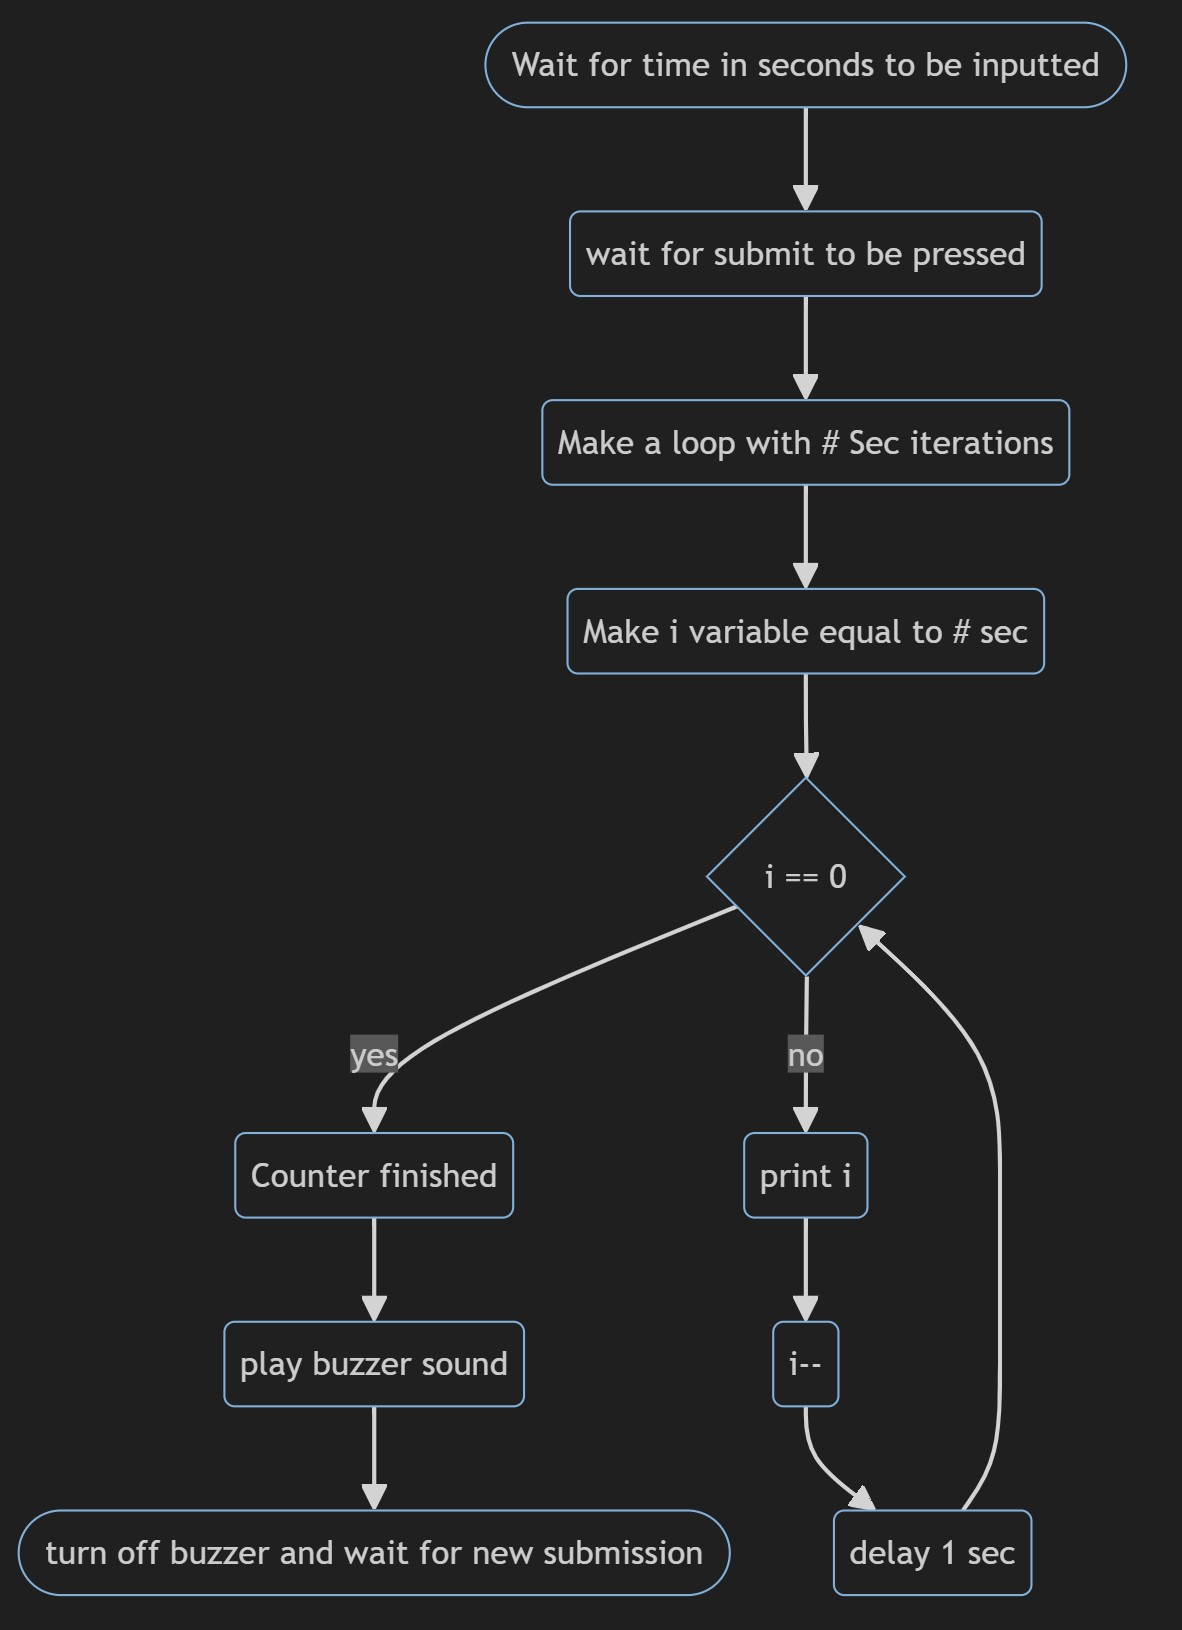 Wait for time in seconds to be inputted
wait for submit to be pressed
Make a loop with # Sec iterations
Make i variable equal to # sec
i == 0
yes
no
Counter finished
print i
play buzzer sound
i--
turn off buzzer and wait for new submission
delay 1 sec